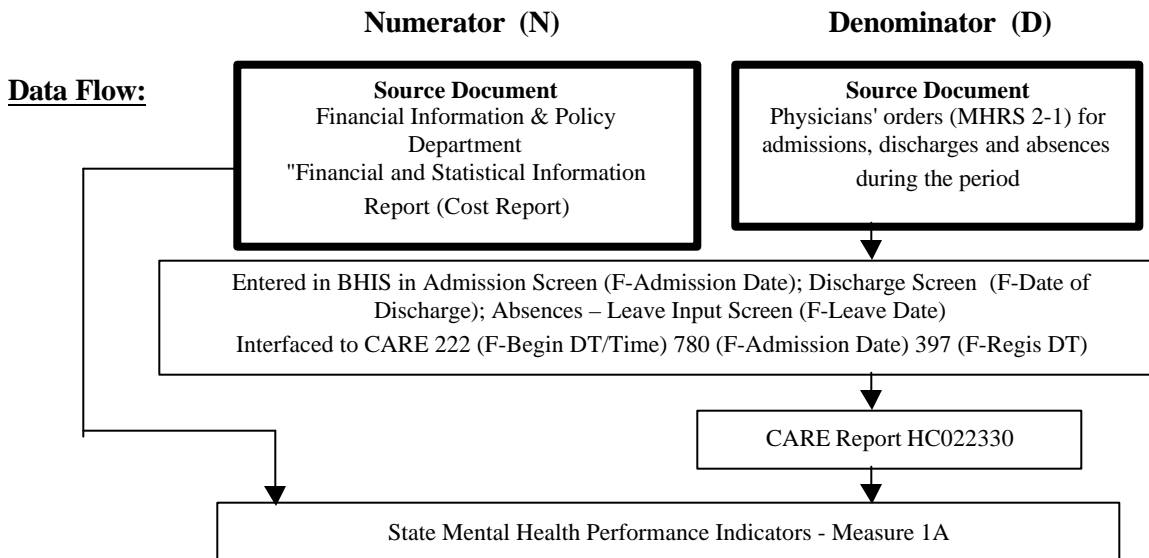 Numerator (N)
Denominator (D)
Data Flow:
Source Document
Financial Information & Policy
Department
"Financial and Statistical Information
Report (Cost Report)
Source Document
Physicians' orders (MHRS 2-1) for
admissions, discharges and absences
during the period
Entered in BHIS in Admission Screen (F-Admission Date); Discharge Screen (F-Date of
Discharge); Absences – Leave Input Screen (F-Leave Date)
Interfaced to CARE 222 (F-Begin DT/Time) 780 (F-Admission Date) 397 (F-Regis DT)
CARE Report HC022330
State Mental Health Performance Indicators - Measure 1A